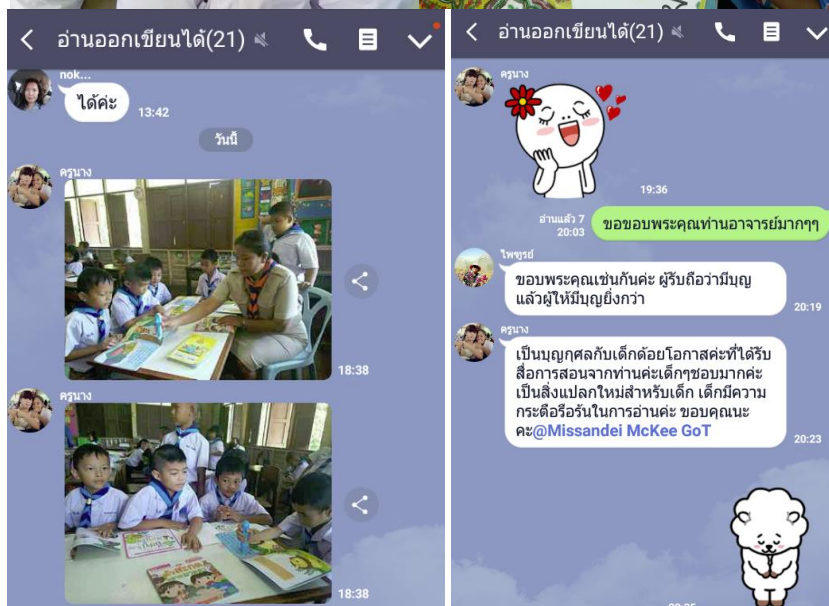 อ่านออกเขียนได้(21)
nok...
ได้ค่ะ
13:42
วันนี้
ครูนาง
18:38
ครูนาง
18:38
อ่านออกเขียนได้(21)
ครูนาง
19:36
อ่านแล้ว 7
20:03
ขอขอบพระคุณท่านอาจารย์มากๆๆ
ไพฑูรย์
ขอบพระคุณเช่นกันค่ะ ผู้รับถือว่ามีบุญ
แล้วผู้ให้มีบุญยิ่งกว่า
20:19
ครูนาง
เป็นบุญกุศลกับเด็กด้อยโอกาสค่ะที่ได้รับ
สื่อการสอนจากท่านค่ะเด็กๆชอบมากค่ะ
เป็นสิ่งแปลกใหม่สำหรับเด็ก เด็กมีความ
กระตือรือร้นในการอ่านค่ะ ขอบคุณนะ
คะ@Missandei McKee GoT
20:23